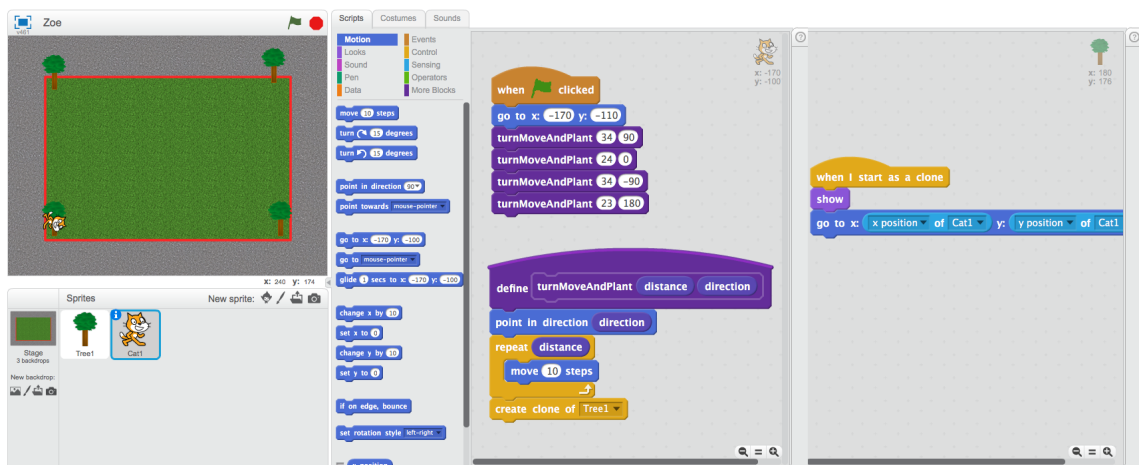 Zoe
v461
x: 240 y: 174
Sprites
New sprite:
Stage
3 backdrops
New backdrop:
Tree1
Cat1
Scripts
Costumes
Sounds
Motion
Looks
Sound
Pen
Data
Events
Control
Sensing
Operators
More Blocks
move 10 steps
turn 15 degrees
turn 15 degrees
point in direction 90
point towards mouse-pointer
go to x: -170 y: -100
go to mouse-pointer
glide 1 secs to x: -170 y: -100
change x by 10
set x to 0
change y by 10
set y to 0
if on edge, bounce
set rotation style left-right
x position
x: -170
y: -100
when clicked
go to x: -170 y: -110
turnMoveAndPlant 34 90
turnMoveAndPlant 24 0
turnMoveAndPlant 34 -90
turnMoveAndPlant 23 180
define turnMoveAndPlant distance direction
point in direction direction
repeat distance
move 10 steps
create clone of Tree1
x: 180
y: 176
when I start as a clone
show
go to x: x position of Cat1 y: y position of Cat1